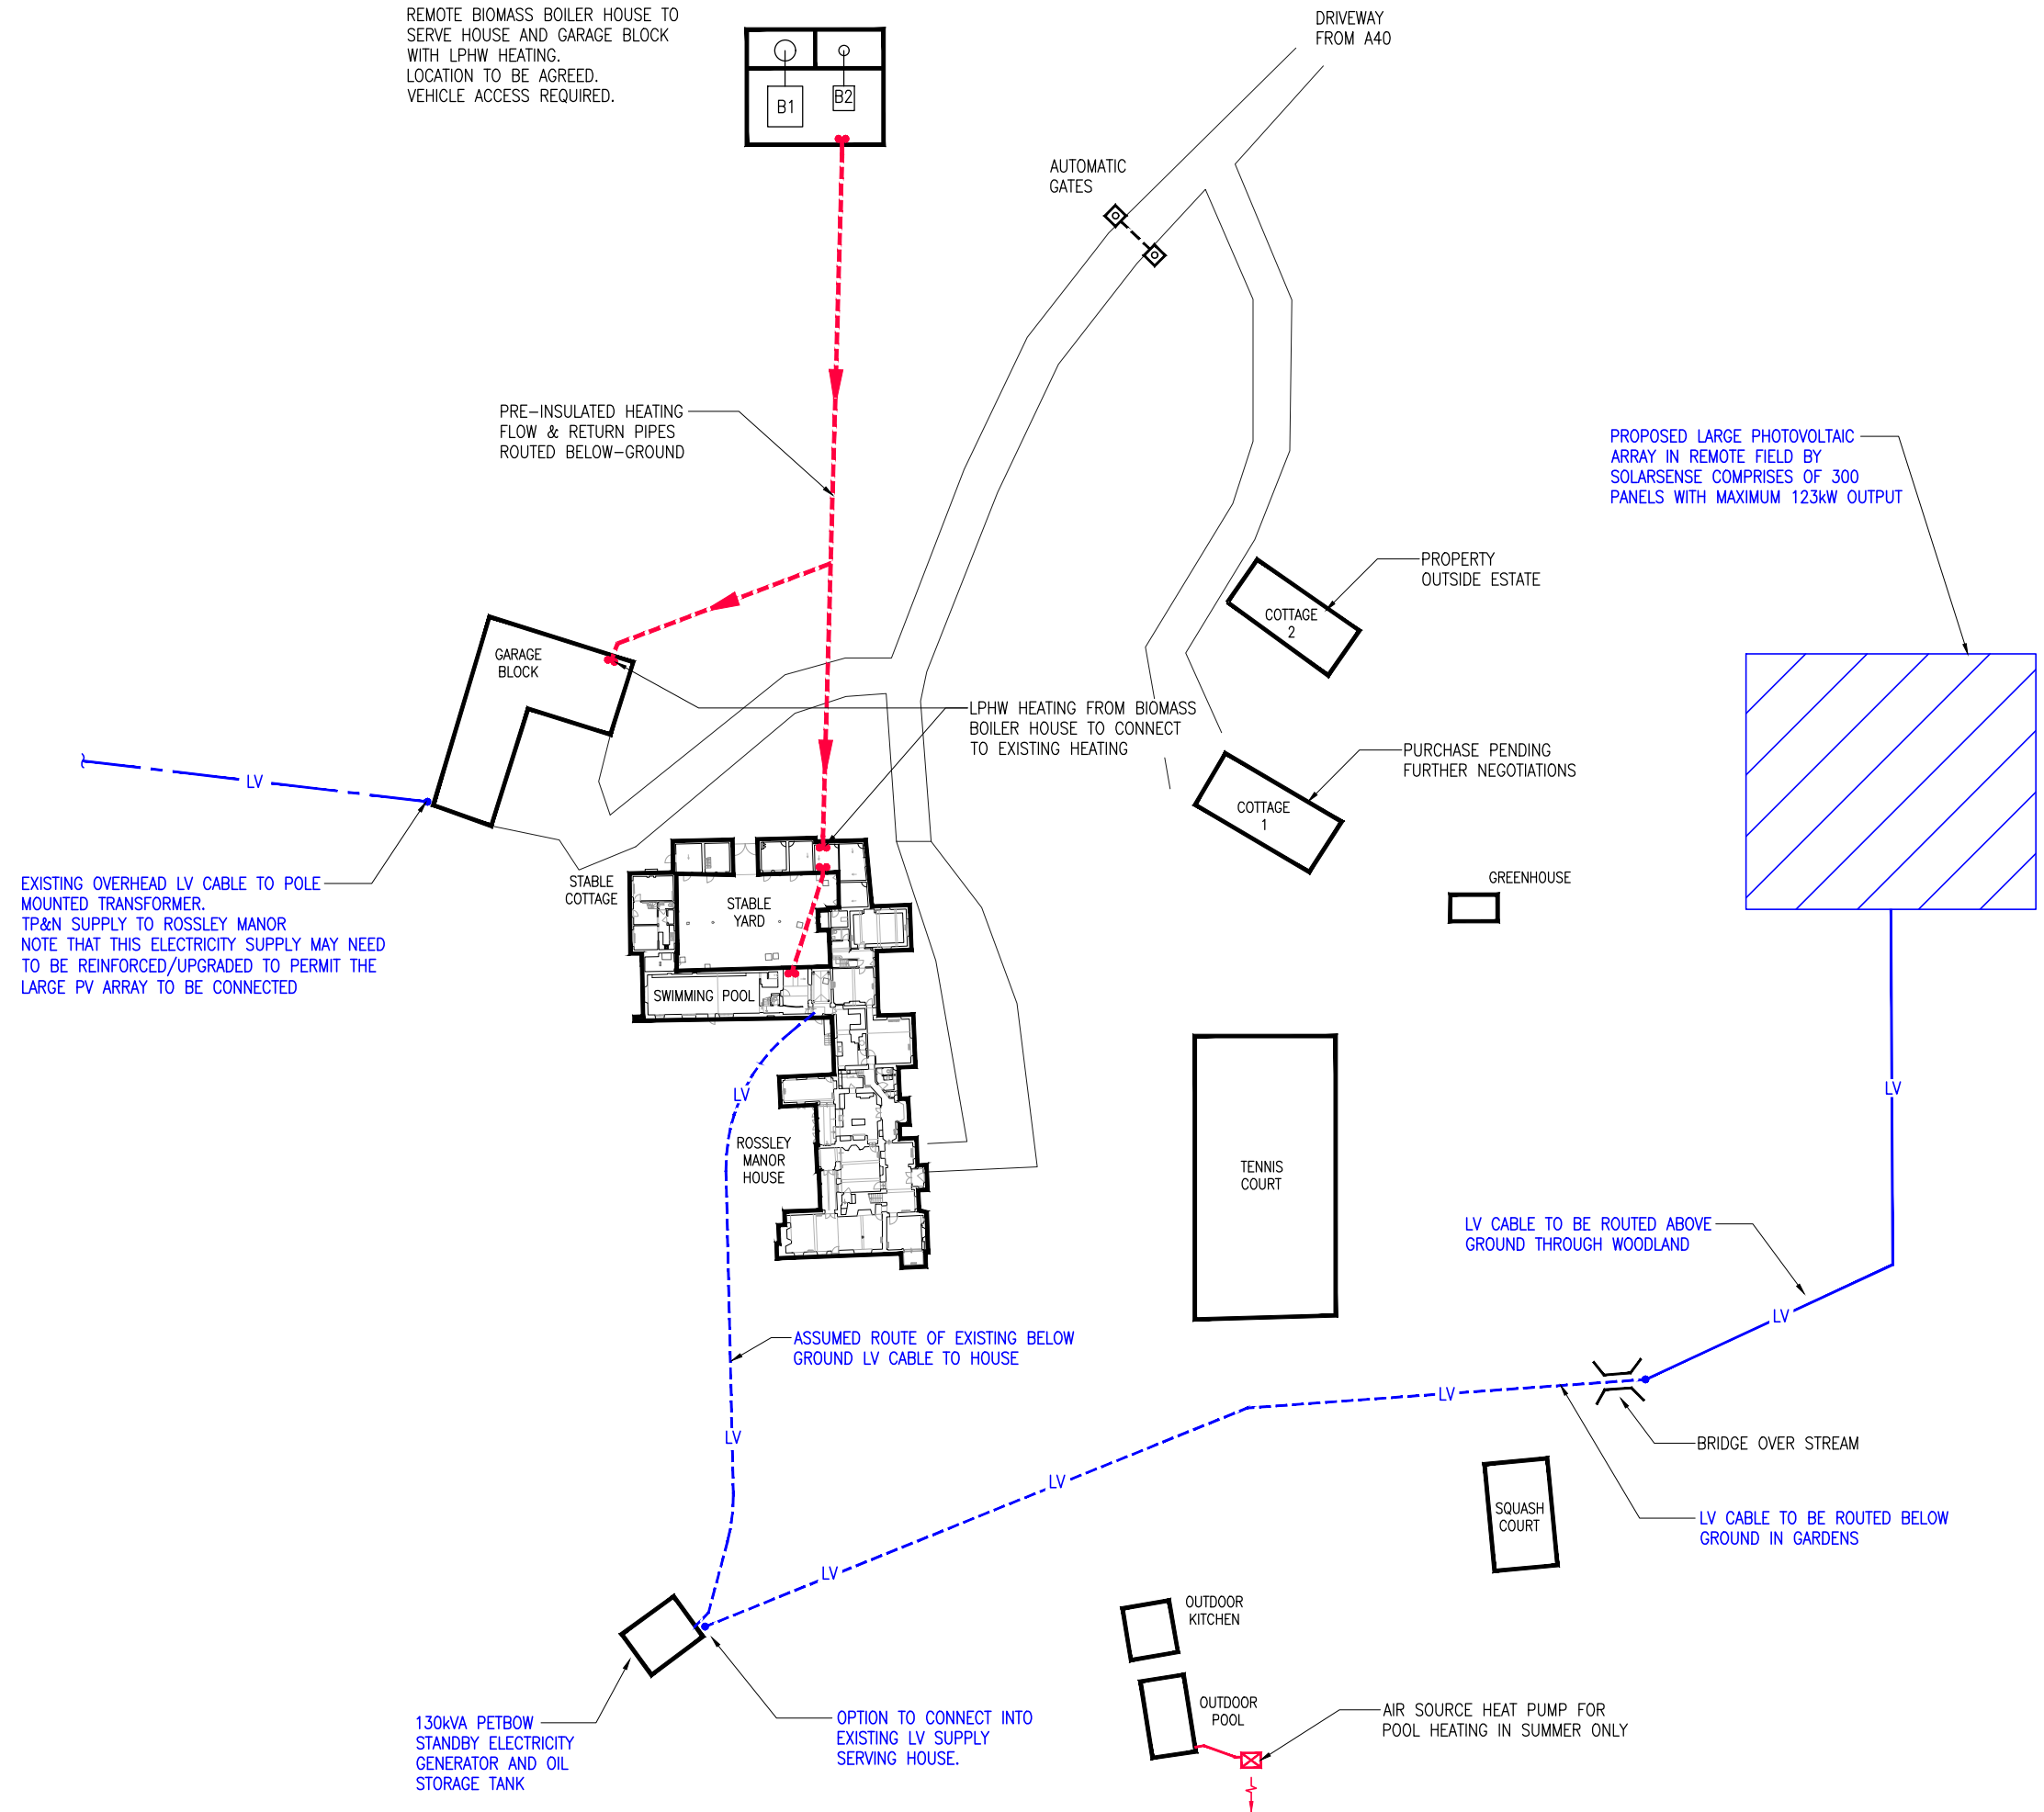 REMOTE BIOMASS BOILER HOUSE TO
SERVE HOUSE AND GARAGE BLOCK
WITH LPHW HEATING.
LOCATION TO BE AGREED.
VEHICLE ACCESS REQUIRED.
B1
B2
DRIVEWAY
FROM A40
AUTOMATIC
GATES
PRE-INSULATED HEATING
FLOW & RETURN PIPES
ROUTED BELOW-GROUND
PROPOSED LARGE PHOTOVOLTAIC
ARRAY IN REMOTE FIELD BY
SOLARSENSE COMPRISES OF 300
PANELS WITH MAXIMUM 123kW OUTPUT
PROPERTY
OUTSIDE ESTATE
COTTAGE
2
GARAGE
BLOCK
LPHW HEATING FROM BIOMASS
BOILER HOUSE TO CONNECT
TO EXISTING HEATING
PURCHASE PENDING
FURTHER NEGOTIATIONS
COTTAGE
1
LV
EXISTING OVERHEAD LV CABLE TO POLE
MOUNTED TRANSFORMER.
TP&N SUPPLY TO ROSSLEY MANOR
NOTE THAT THIS ELECTRICITY SUPPLY MAY NEED
TO BE REINFORCED/UPGRADED TO PERMIT THE
LARGE PV ARRAY TO BE CONNECTED
STABLE
COTTAGE
STABLE
YARD
GREENHOUSE
SWIMMING POOL
LV
LV
ROSSLEY
MANOR
HOUSE
TENNIS
COURT
LV CABLE TO BE ROUTED ABOVE
GROUND THROUGH WOODLAND
LV
ASSUMED ROUTE OF EXISTING BELOW
GROUND LV CABLE TO HOUSE
LV
LV
BRIDGE OVER STREAM
LV
SQUASH
COURT
LV CABLE TO BE ROUTED BELOW
GROUND IN GARDENS
LV
OUTDOOR
KITCHEN
OUTDOOR
POOL
AIR SOURCE HEAT PUMP FOR
POOL HEATING IN SUMMER ONLY
130kVA PETBOW
STANDBY ELECTRICITY
GENERATOR AND OIL
STORAGE TANK
OPTION TO CONNECT INTO
EXISTING LV SUPPLY
SERVING HOUSE.